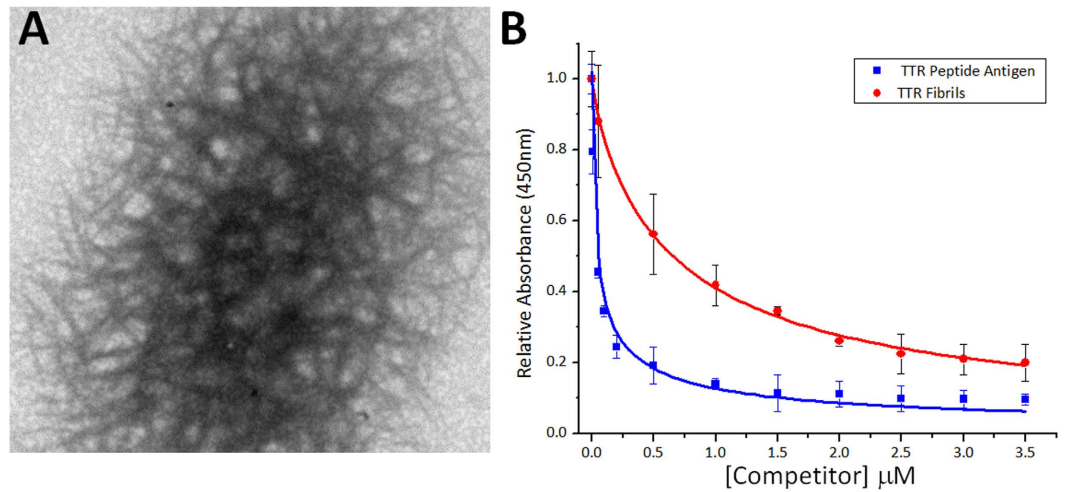 A
B
TTR Peptide Antigen
TTR Fibrils
Relative Absorbance (450nm)
1.0
0.8
0.6
0.4
0.2
0.0
0.0 0.5 1.0 1.5 2.0 2.5 3.0 3.5
[Competitor] μM